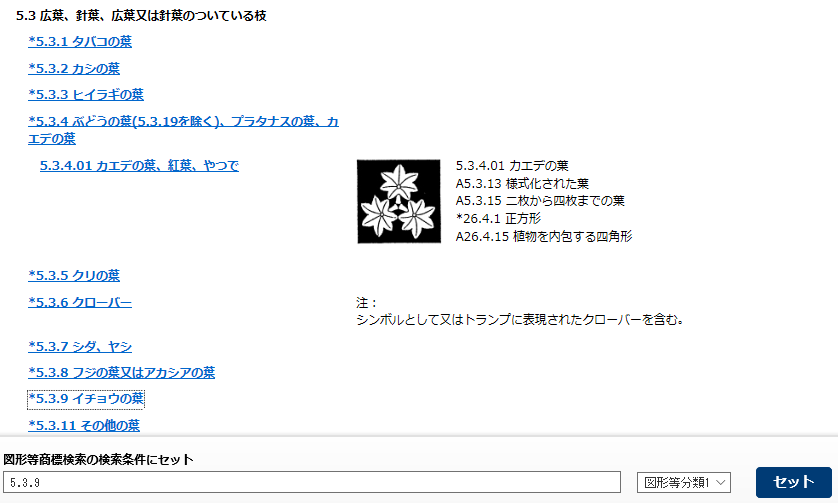 5.3 広葉、針葉、広葉又は針葉のついている枝
*5.3.1 タバコの葉
*5.3.2 カシの葉
*5.3.3 ヒイラギの葉
*5.3.4 ぶどうの葉(5.3.19を除く)、プラタナスの葉、カ
エデの葉
5.3.4.01 カエデの葉、紅葉、やつで
5.3.4.01 カエデの葉
A5.3.13 様式化された葉
A5.3.15 二枚から四枚までの葉
*26.4.1 正方形
A26.4.15 植物を内包する四角形
*5.3.5 クリの葉
*5.3.6 クローバー
注：
シンボルとして又はトランプに表現されたクローバーを含む。
*5.3.7 シダ、ヤシ
*5.3.8 フジの葉又はアカシアの葉
*5.3.9 イチョウの葉
*5.3.11 その他の葉
図形等商標検索の検索条件にセット
5.3.9
図形等分類1
セット